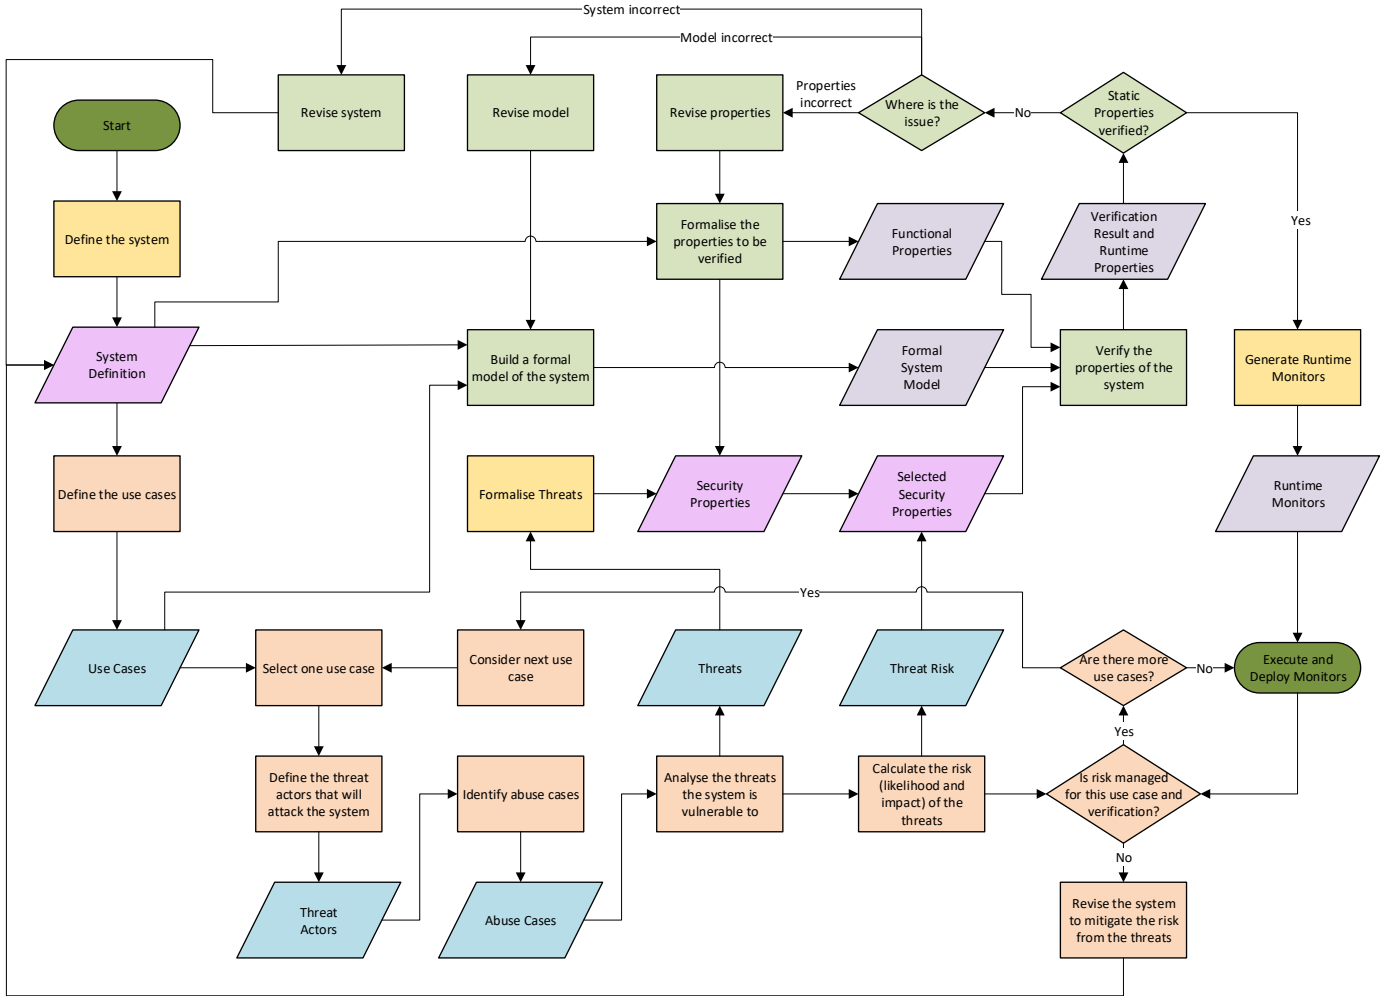 System incorrect
Model incorrect
Revise system
Revise model
Revise properties
Properties
incorrect
Where is the
issue?
No
Static
Properties
verified?
Start
Define the system
Formalise the
properties to be
verified
Functional
Properties
Verification
Result and
Runtime
Properties
Yes
System
Definition
Build a formal
model of the system
Formal
System
Model
Verify the
properties of the
system
Generate Runtime
Monitors
Define the use cases
Formalise Threats
Security
Properties
Selected
Security
Properties
Runtime
Monitors
Yes
Use Cases
Select one use case
Consider next use
case
Threats
Threat Risk
Are there more
use cases?
No
Execute and
Deploy Monitors
Yes
Define the threat
actors that will
attack the system
Identify abuse cases
Analyse the threats
the system is
vulnerable to
Calculate the risk
(likelihood and
impact) of the
threats
Is risk managed
for this use case and
verification?
No
Threat
Actors
Abuse Cases
Revise the system
to mitigate the risk
from the threats